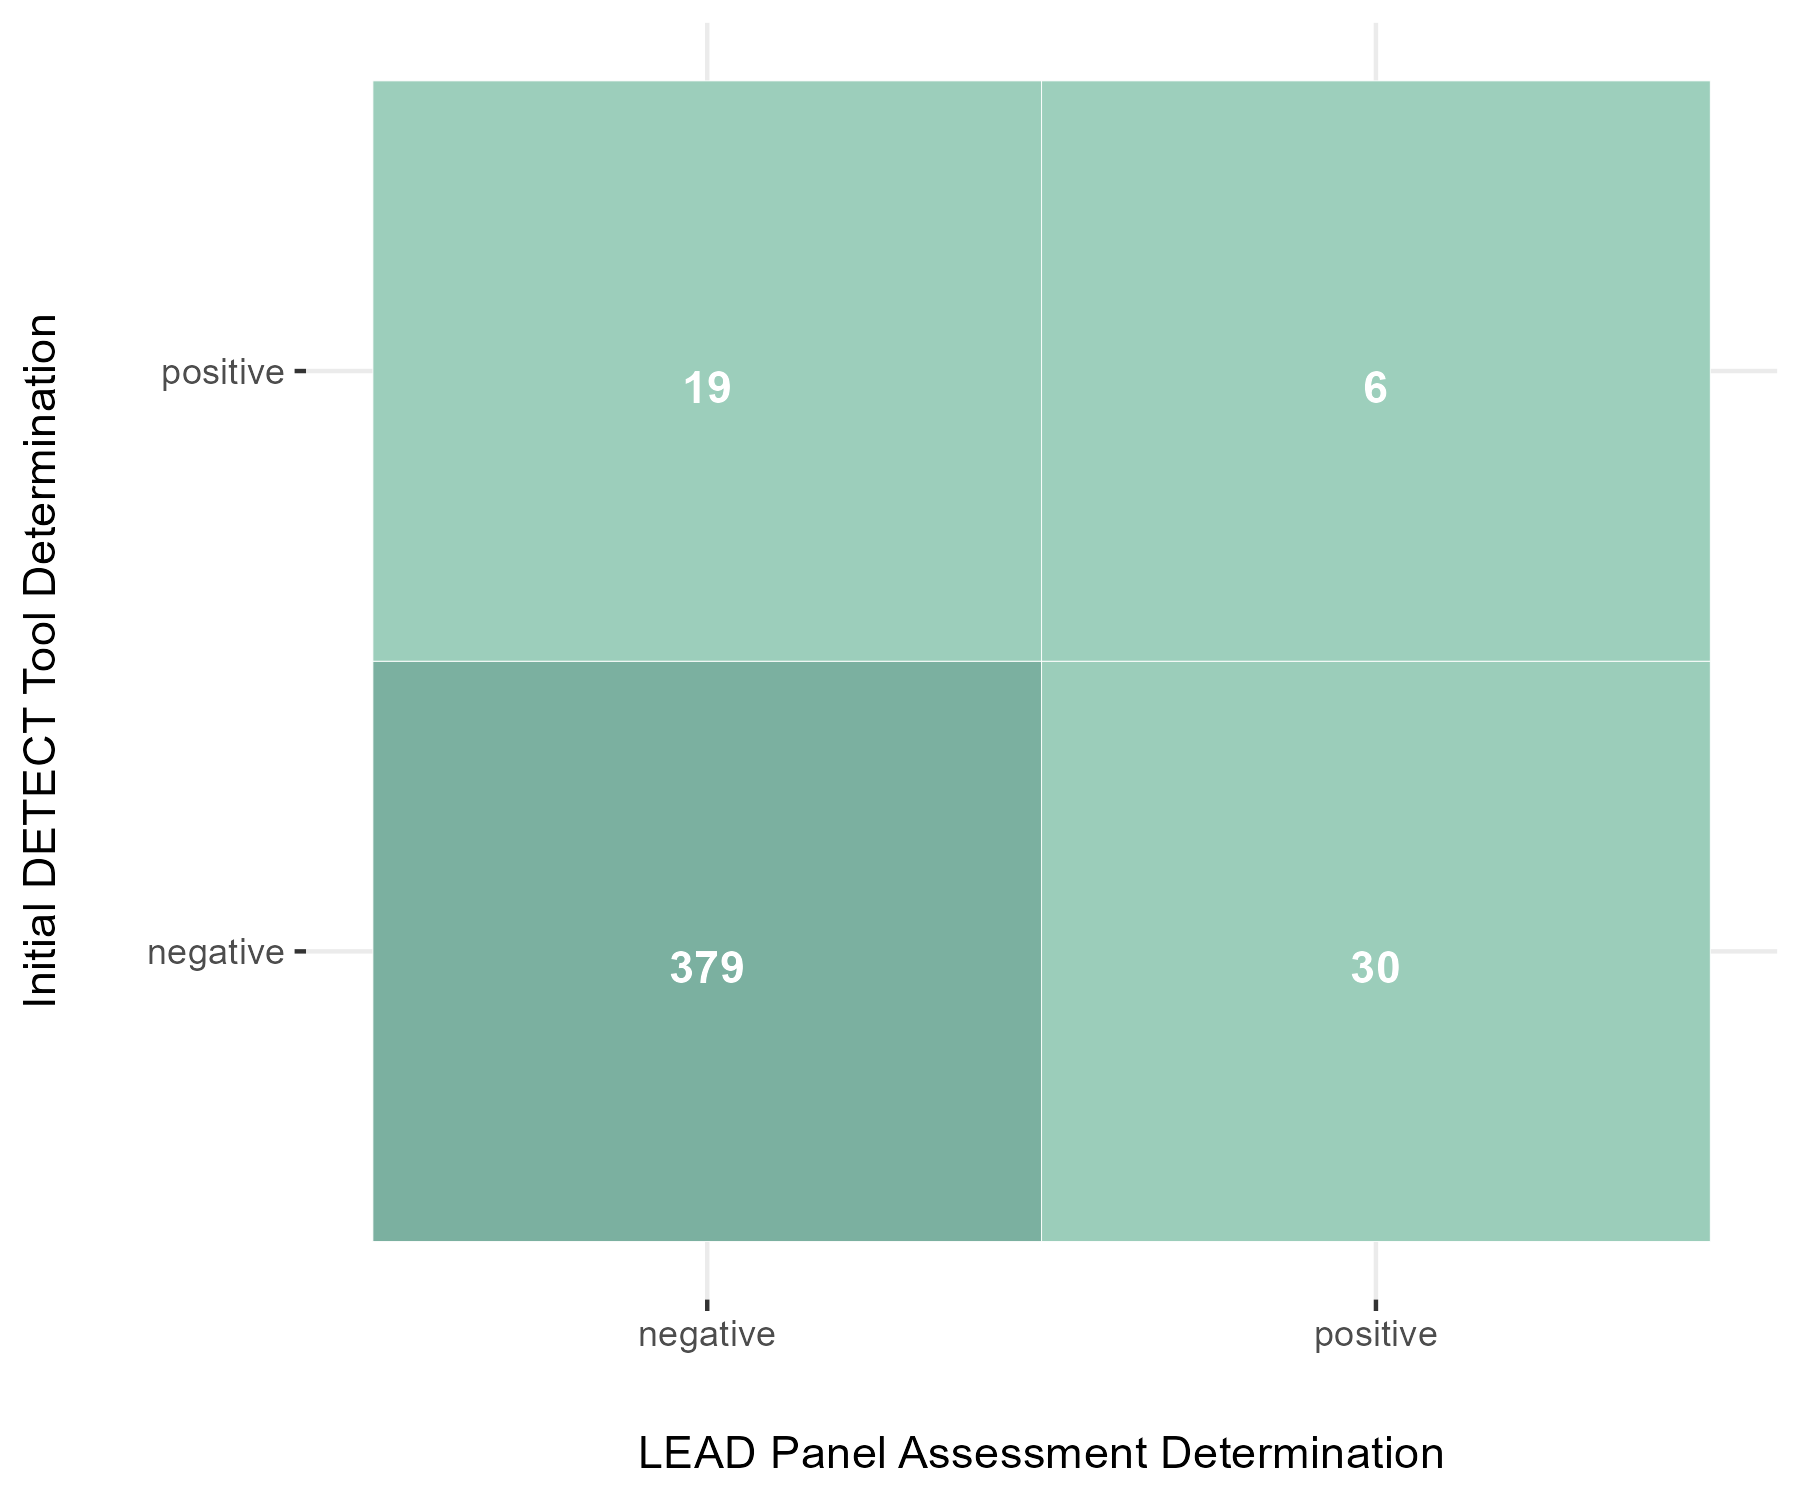 Initial DETECT Tool Determination
positive
19
6
negative
379
30
negative
positive
LEAD Panel Assessment Determination